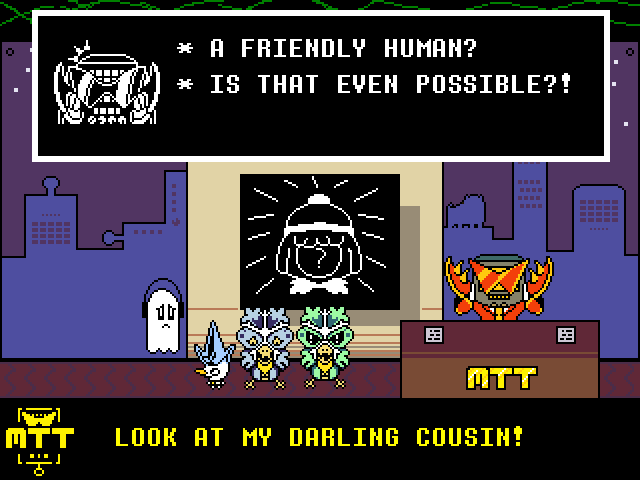 * A FRIENDLY HUMAN?
* IS THAT EVEN POSSIBLE?!
?
MTT
MTT
LOOK AT MY DARLING COUSIN!